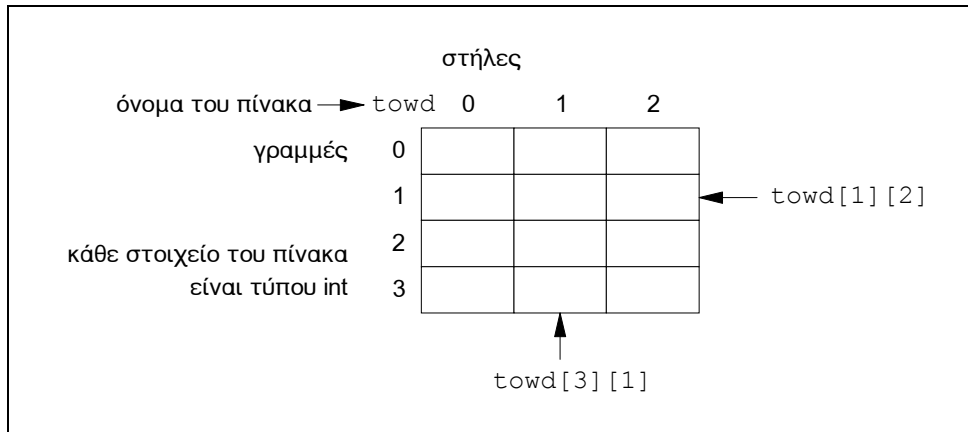 στήλες
όνομα του πίνακα towd 0 1 2
γραμμές 0
1 towd[1][2]
κάθε στοιχείο του πίνακα 2
είναι τύπου int 3
towd[3][1]